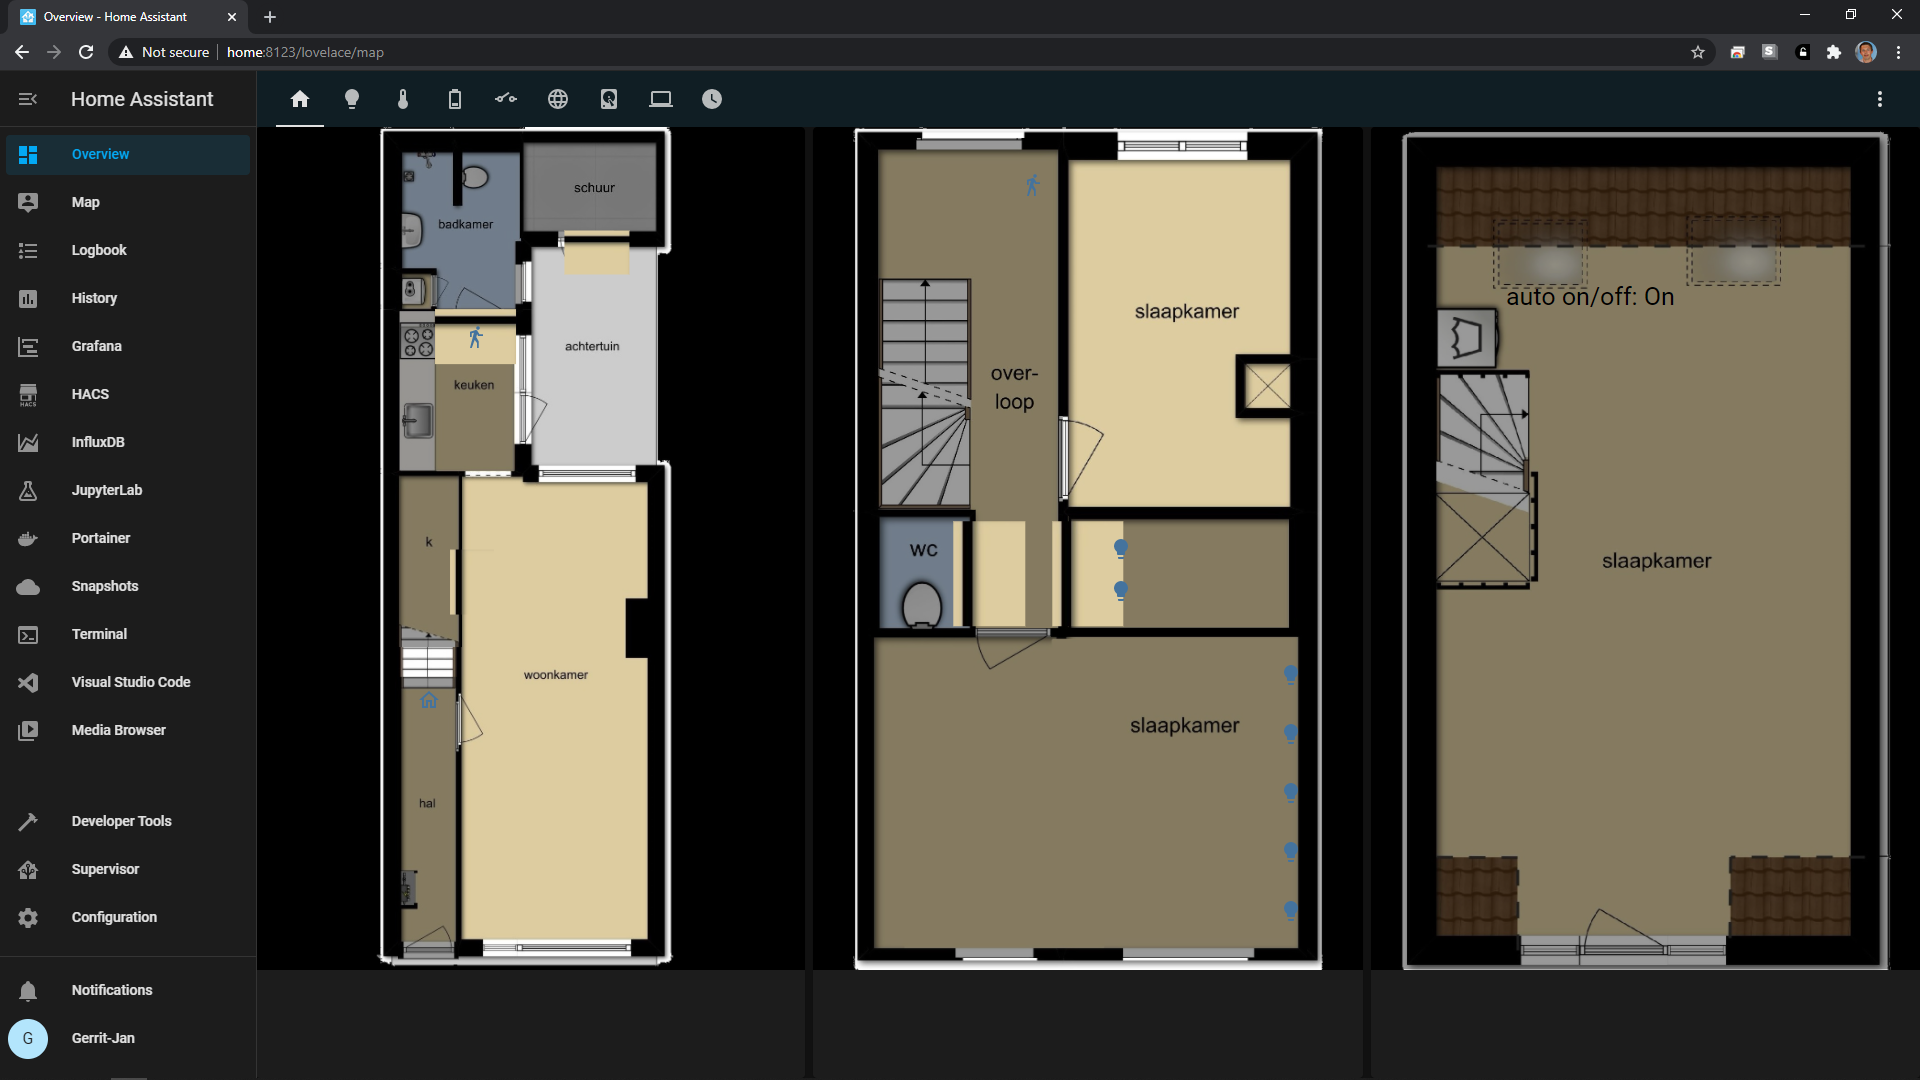 Overview - Home Assistant
Not secure
home:8123/lovelace/map
Home Assistant
Overview
Map
Logbook
History
Grafana
HACS
HACS
InfluxDB
JupyterLab
Portainer
Snapshots
Terminal
Visual Studio Code
Media Browser
Developer Tools
Supervisor
Configuration
Notifications
G
Gerrit-Jan
schuur
badkamer
achtertuin
keuken
k
woonkamer
hal
slaapkamer
over-
loop
WC
slaapkamer
auto on/off: On
slaapkamer